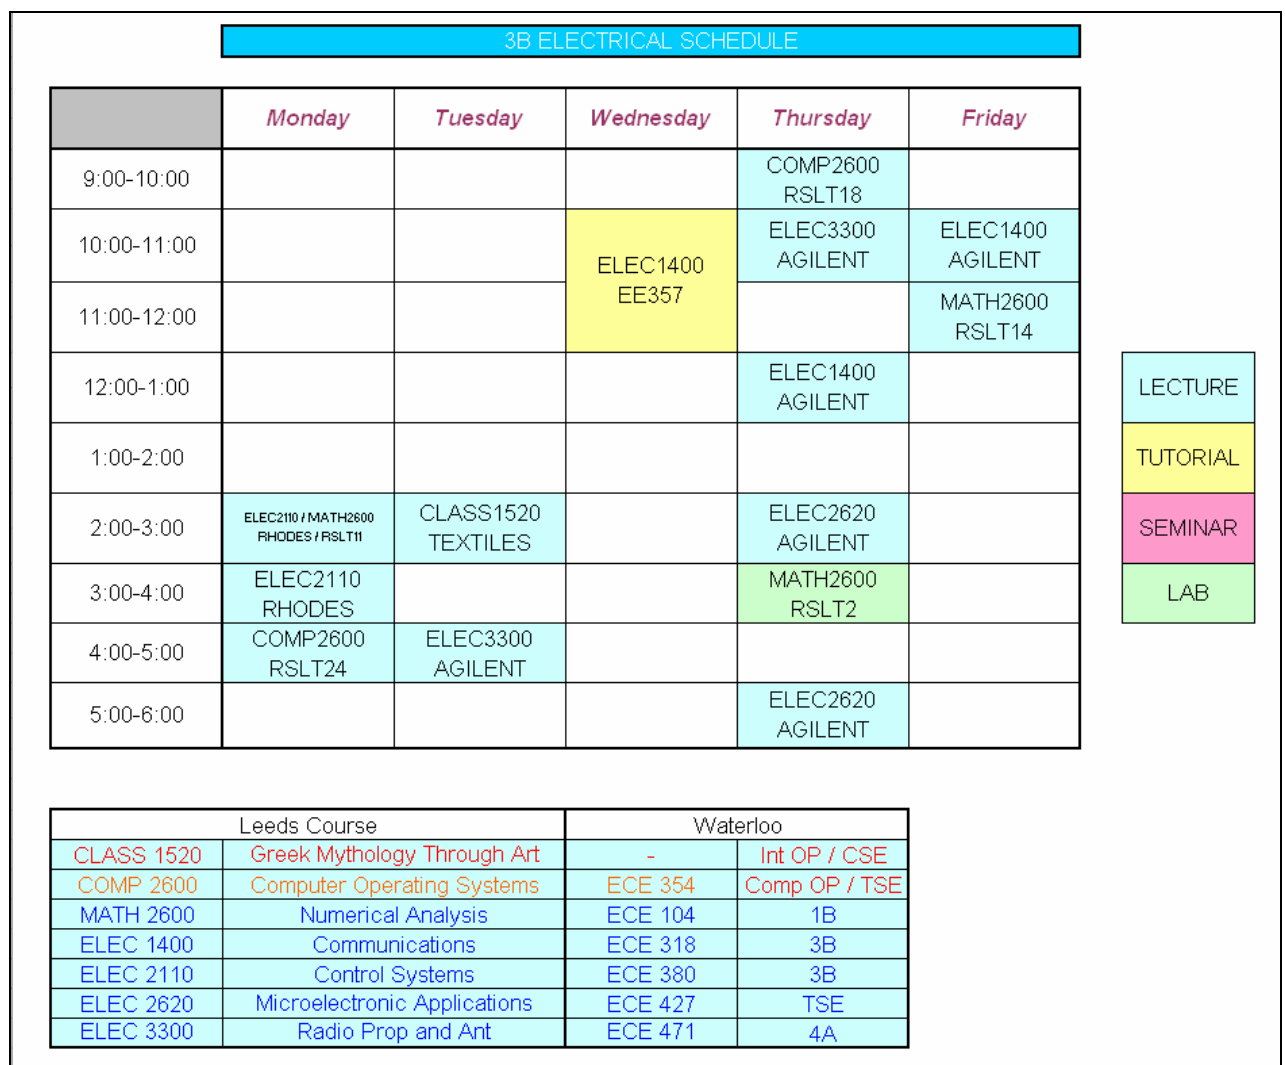 3B ELECTRICAL SCHEDULE
Monday Tuesday Wednesday Thursday Friday
9:00-10:00 COMP2600
RSLT18
10:00-11:00 ELEC3300 ELEC1400
AGILENT AGILENT
ELEC1400
EE357
11:00-12:00 MATH2600
RSLT14
12:00-1:00 ELEC1400
AGILENT
LECTURE
1:00-2:00
TUTORIAL
2:00-3:00 ELEC2110 / MATH2600 CLASS1520 ELEC2620
RHODES / RSLT11 TEXTILES AGILENT
SEMINAR
3:00-4:00 ELEC2110 MATH2600
RHODES RSLT2
LAB
4:00-5:00 COMP2600 ELEC3300
RSLT24 AGILENT
5:00-6:00 ELEC2620
AGILENT
Leeds Course Waterloo
CLASS 1520 Greek Mythology Through Art - Int OP / CSE
COMP 2600 Computer Operating Systems ECE 354 Comp OP / TSE
MATH 2600 Numerical Analysis ECE 104 1B
ELEC 1400 Communications ECE 318 3B
ELEC 2110 Control Systems ECE 380 3B
ELEC 2620 Microelectronic Applications ECE 427 TSE
ELEC 3300 Radio Prop and Ant ECE 471 4A